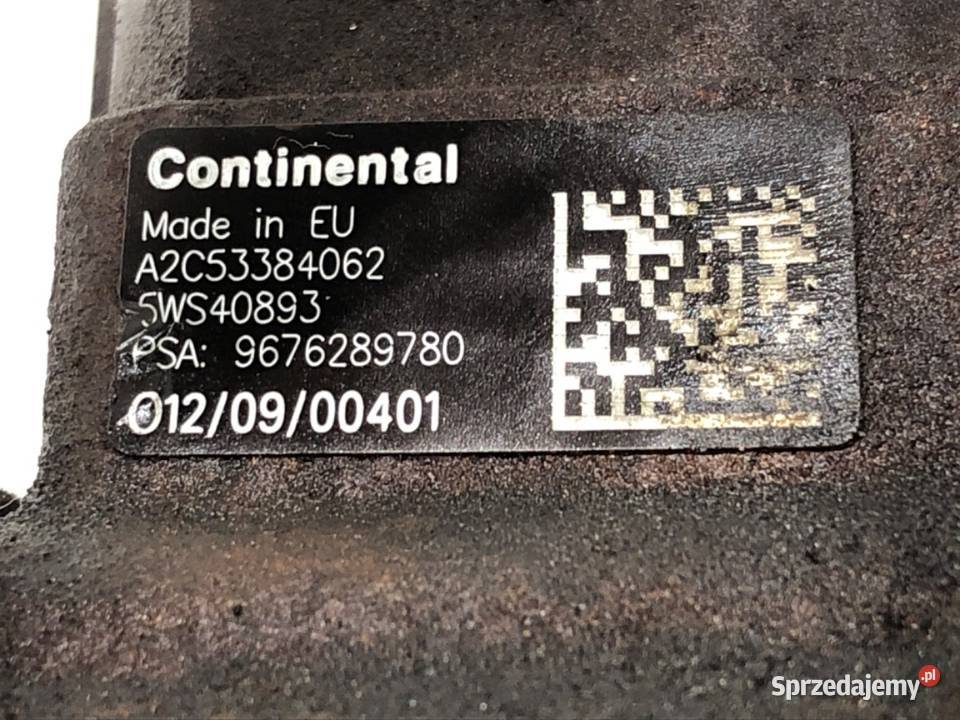 Continental
Made in EU
A2C53384062
5WS40893
PSA: 9676289780
012/09/00401
Sprzedajemy.pl